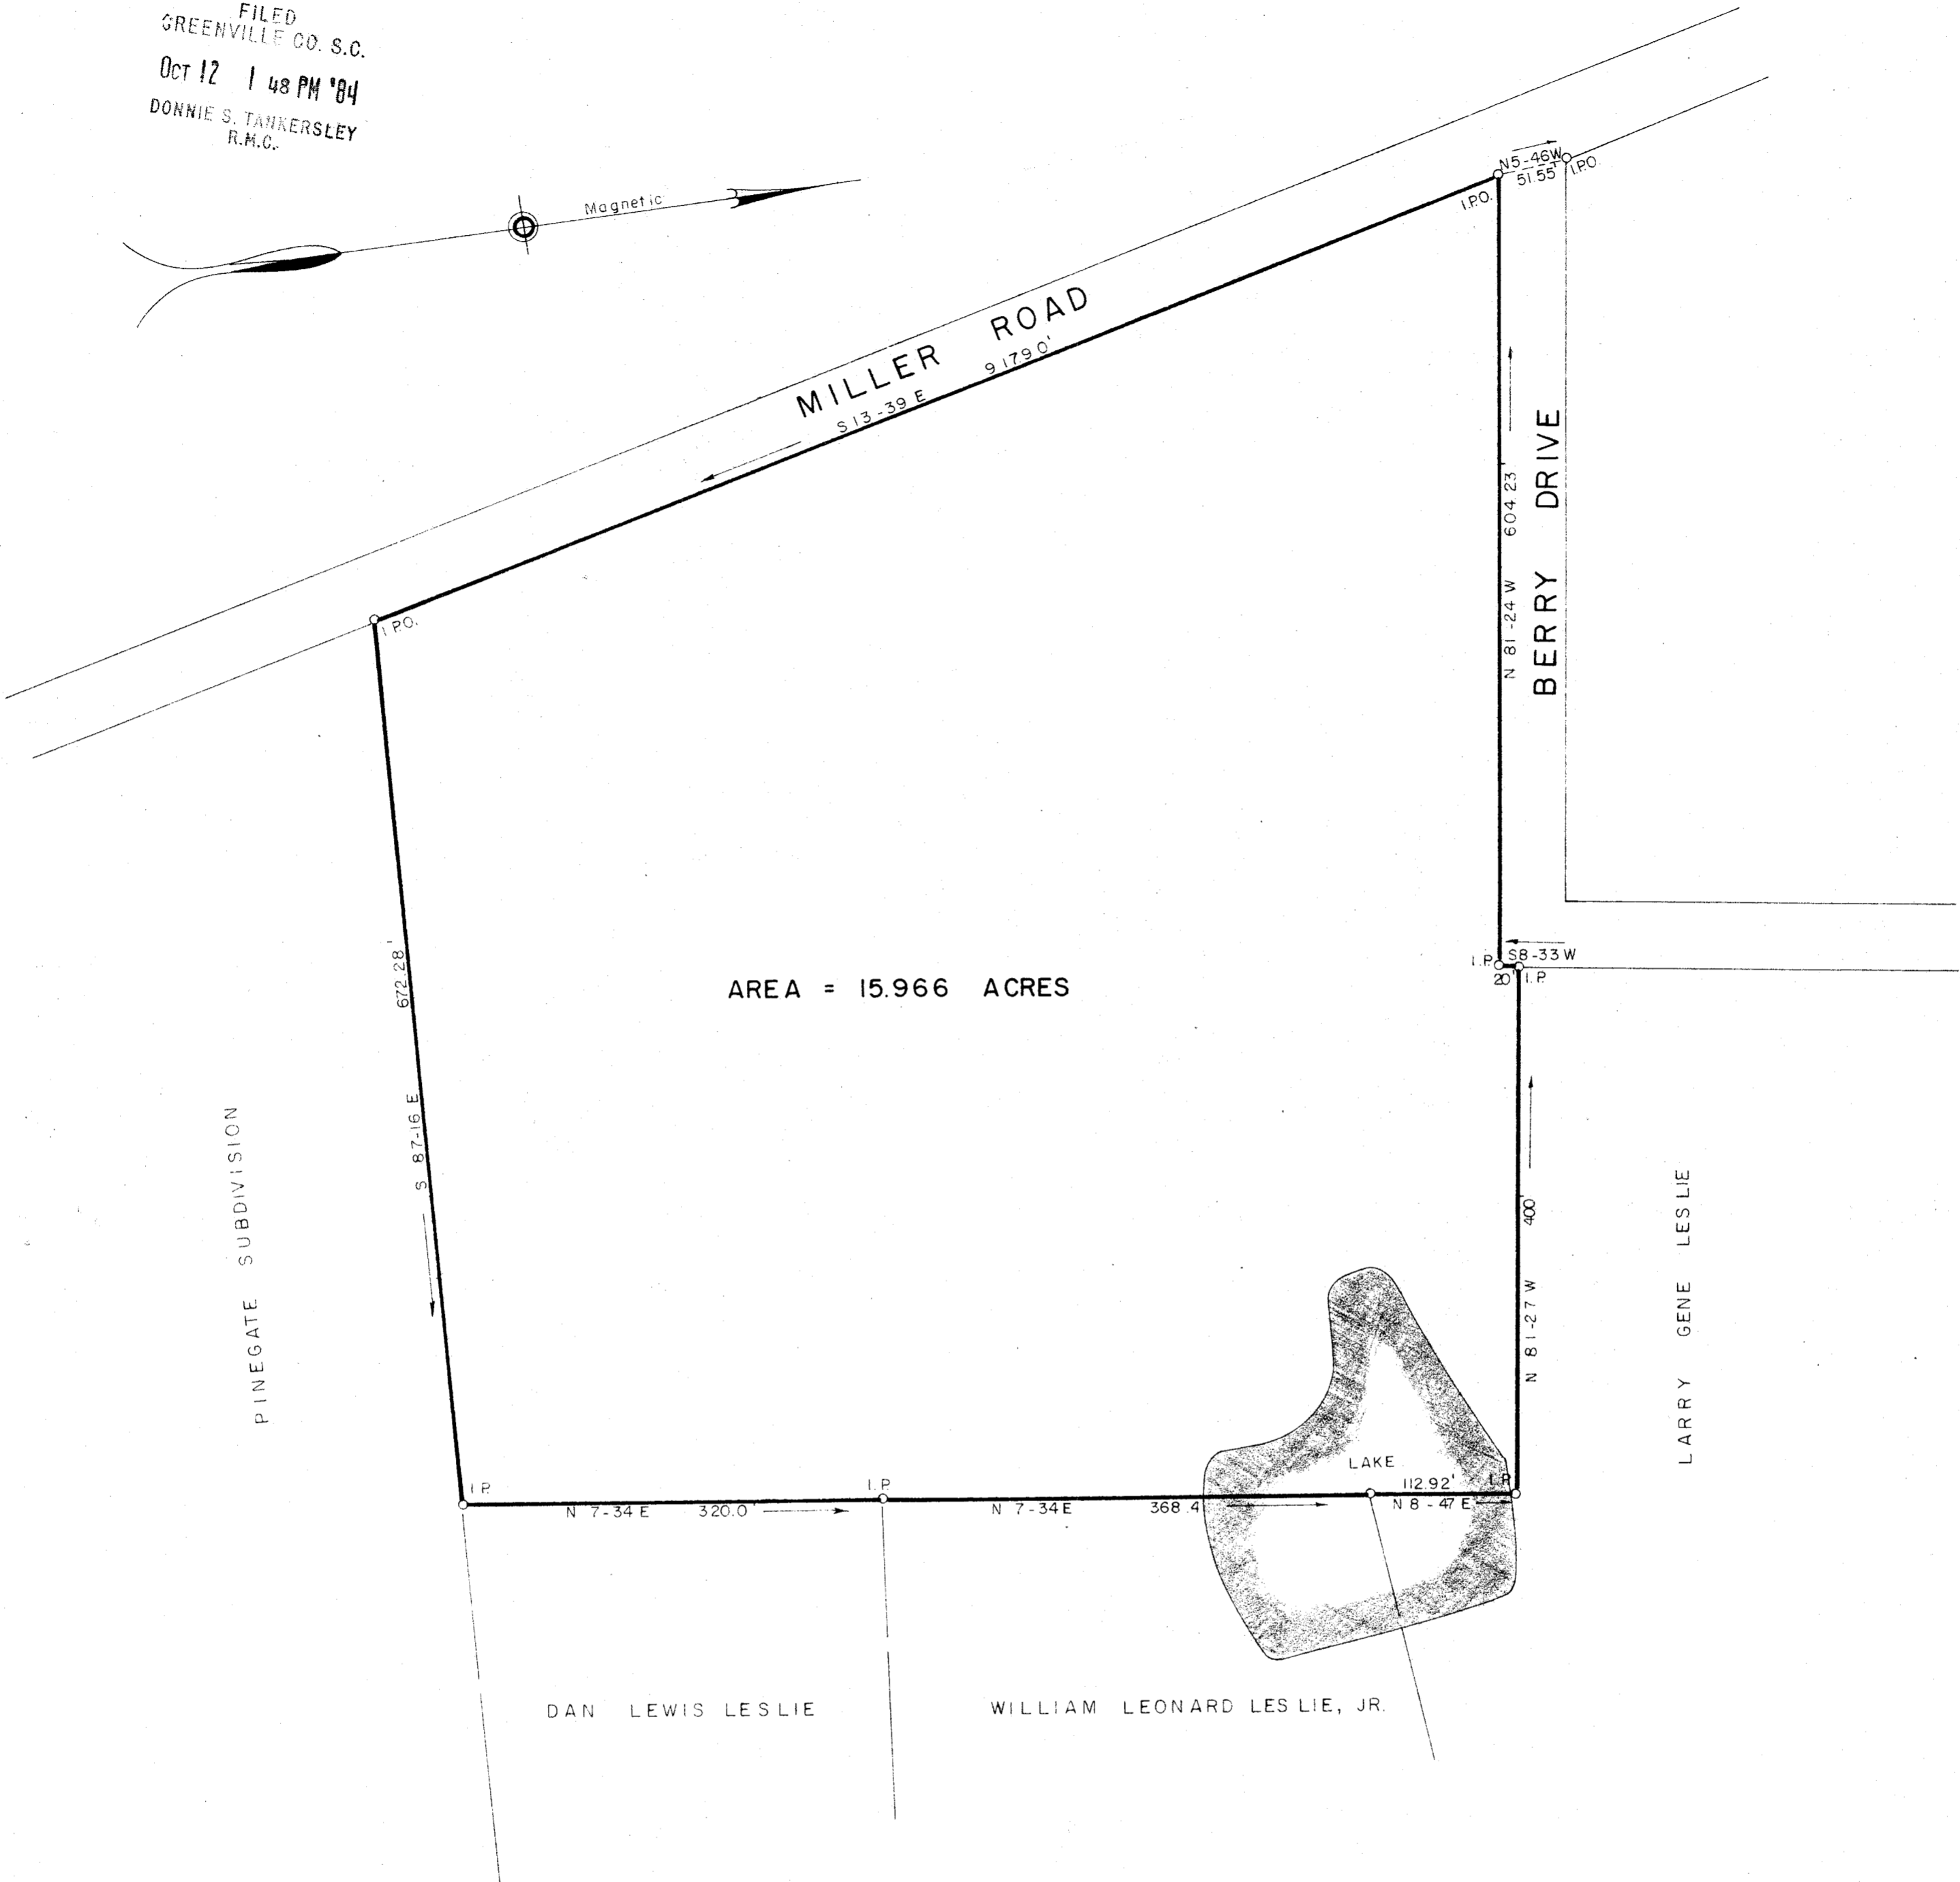 FILED
GREENVILLE CO. S.C.
OCT 12 1 48 PM '84
DONNIE S. TANKERSLEY
R.M.C.
Magnetic
N5-46W
51.55'
I.P.O.
I.P.O.
MILLER ROAD
S 13-39 E 917.90'
I.P.O.
N 81-24 W 604.23'
BERRY DRIVE
672.28'
S 87-16 E
AREA = 15.966 ACRES
I.P.
S8-33 W
20'
I.P.
PINEGATE SUBDIVISION
N 81-27 W 400'
LARRY GENE LESLIE
LAKE
112.92'
I.P.
N 8-47 E
I.P.
N 7-34 E 320.0'
I.P.
N 7-34 E 368.4
DAN LEWIS LESLIE
WILLIAM LEONARD LESLIE, JR.